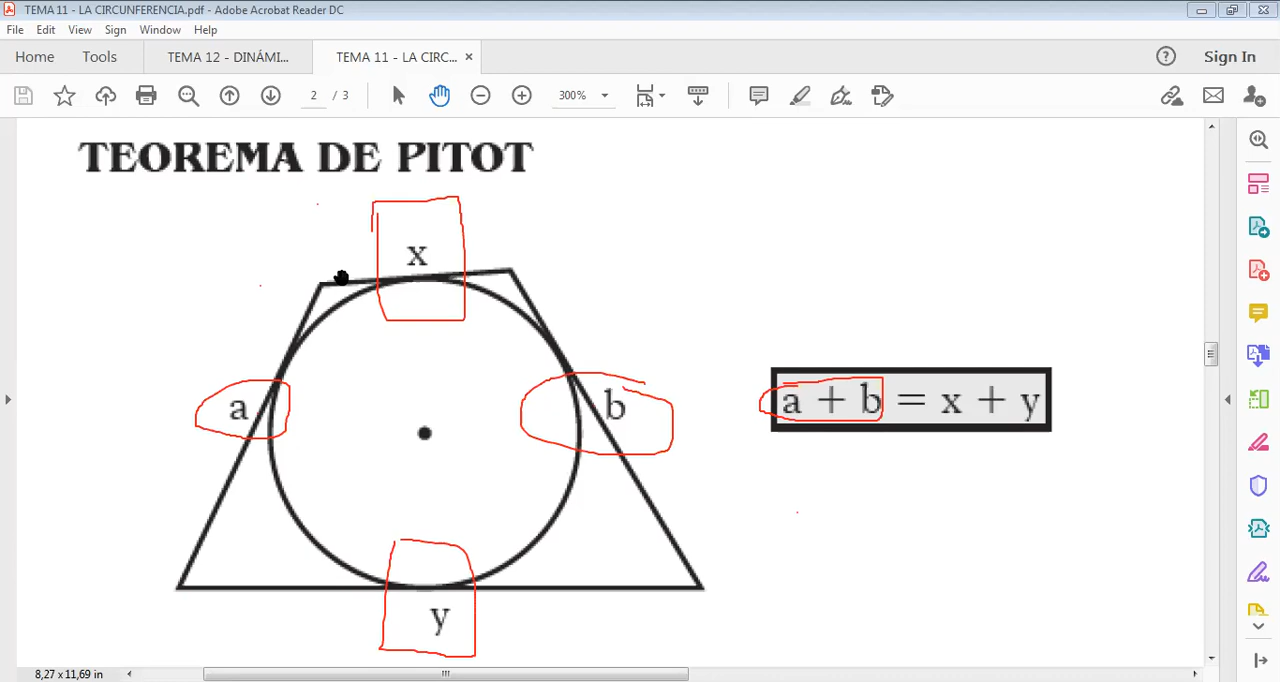 TEMA 11 - LA CIRCUNFERENCIA.pdf - Adobe Acrobat Reader DC
File Edit View Sign Window Help
Home Tools TEMA 12 - DINÁMI... TEMA 11 - LA CIRC... × Sign In
2 / 3 300%
TEOREMA DE PITOT
x
a b
a + b = x + y
y
8,27 x 11,69 in